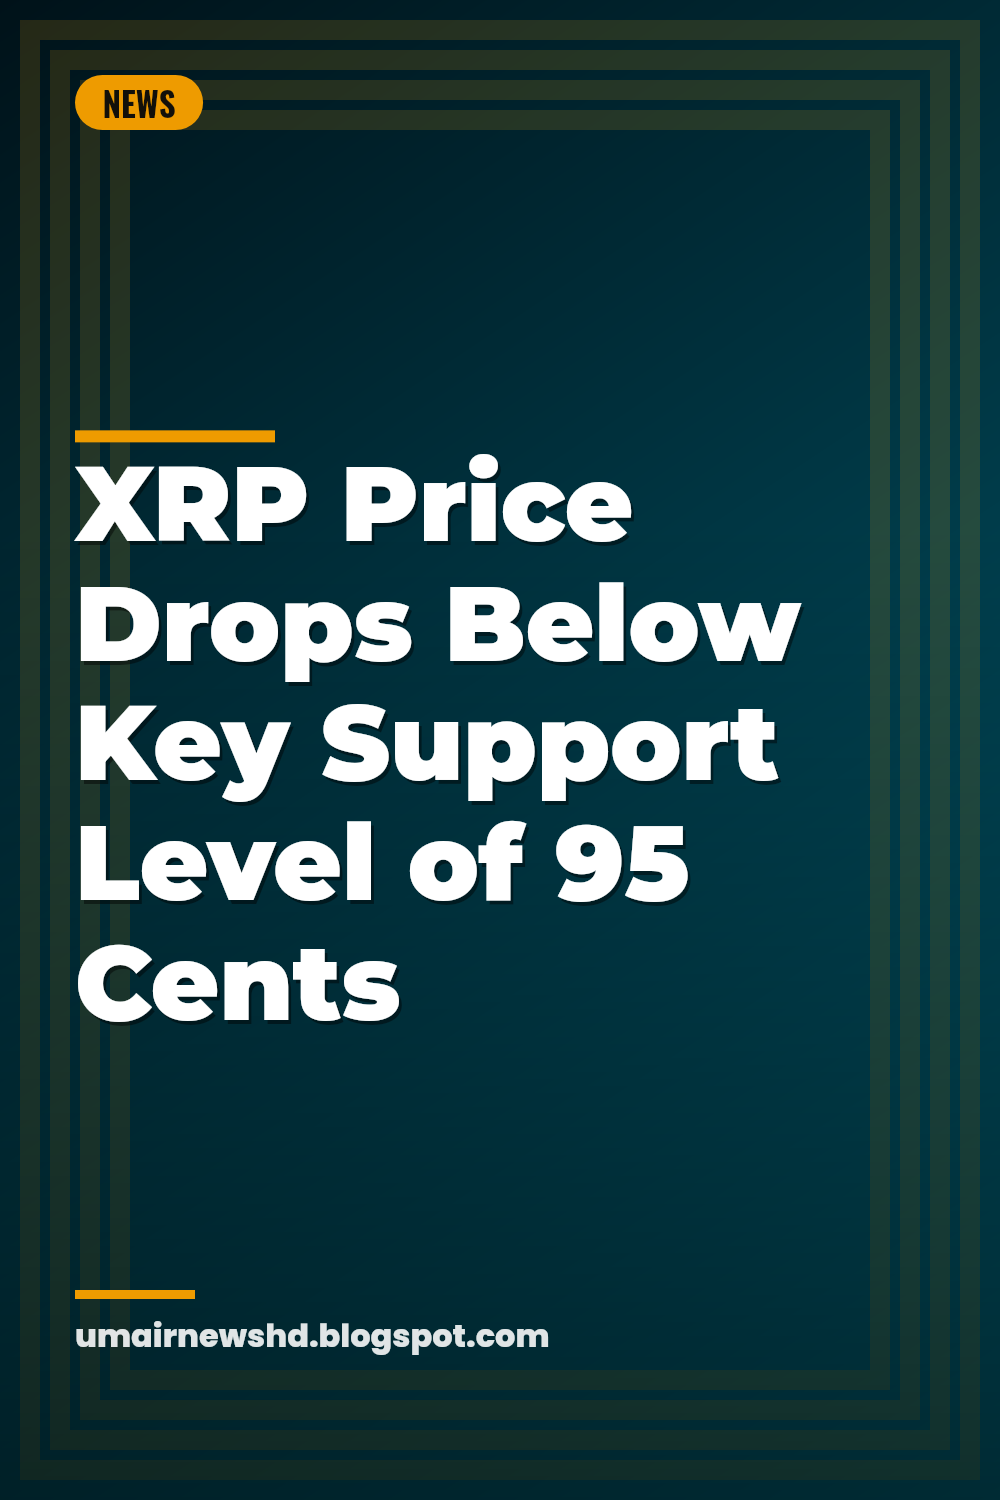 NEWS
XRP Price
Drops Below
Key Support
Level of 95
Cents
umairnewshd.blogspot.com